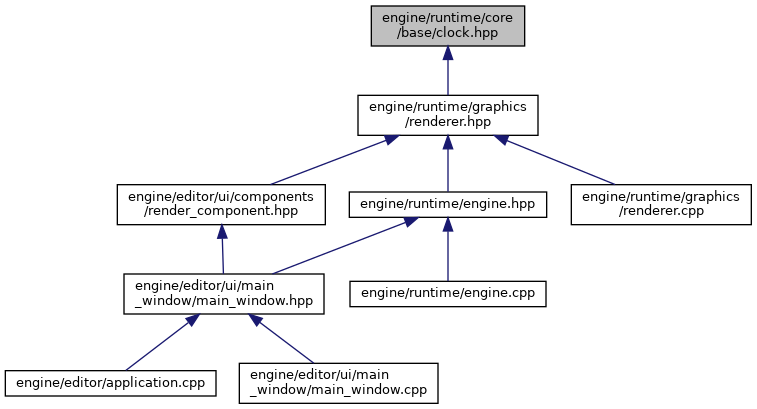 engine/runtime/core
/base/clock.hpp
engine/runtime/graphics
/renderer.hpp
engine/editor/ui/components
/render_component.hpp
engine/runtime/engine.hpp
engine/runtime/graphics
/renderer.cpp
engine/editor/ui/main
_window/main_window.hpp
engine/runtime/engine.cpp
engine/editor/application.cpp
engine/editor/ui/main
_window/main_window.cpp